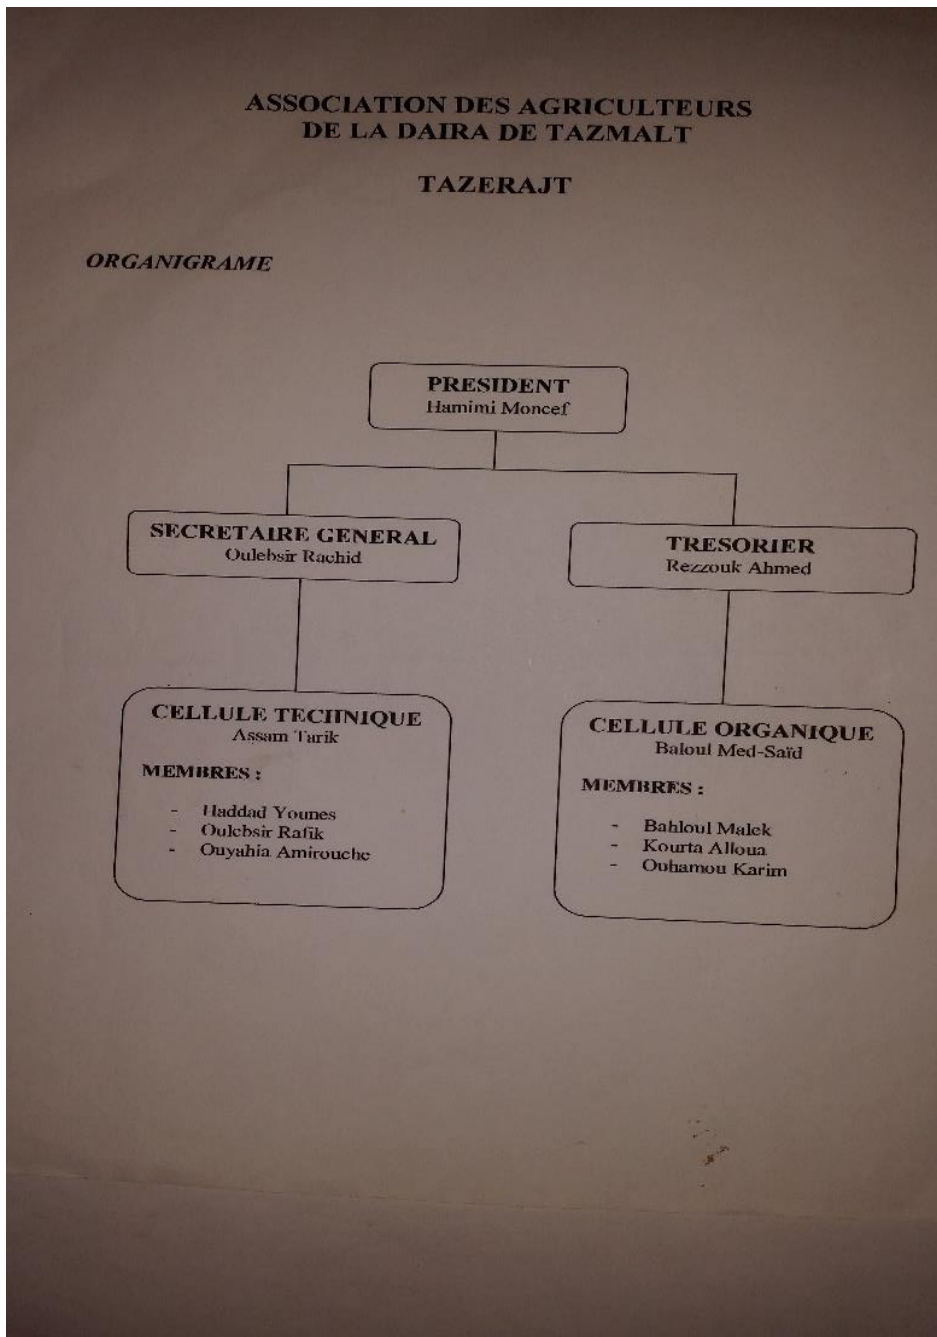 ASSOCIATION DES AGRICULTEURS
DE LA DAIRA DE TAZMALT
TAZERAJT
ORGANIGRAME
PRESIDENT
Hamimi Moncef
SECRETAIRE GENERAL
Oulebsir Rachid
TRESORIER
Rezzouk Ahmed
CELLULE TECHNIQUE
Assam Tarik
MEMBRES :
- Haddad Younes
- Oulebsir Rafik
- Ouyahia Amirouche
CELLULE ORGANIQUE
Baloul Med-Saïd
MEMBRES :
- Bahloul Malek
- Kourta Alloua
- Ouhamou Karim